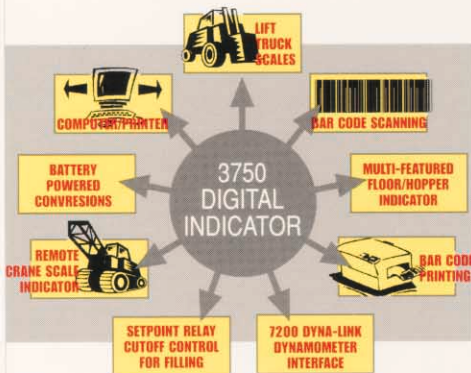 LIFT
TRUCK
SCALES
COMPUTER/PRINTER
BAR CODE SCANNING
3750
DIGITAL
INDICATOR
BATTERY
POWERED
CONVRESIONS
MULTI-FEATURED
FLOOR/HOPPER
INDICATOR
REMOTE
CRANE SCALE
INDICATOR
BAR CODE
PRINTING
SETPOINT RELAY
CUTOFF CONTROL
FOR FILLING
7200 DYNA-LINK
DYNAMOMETER
INTERFACE